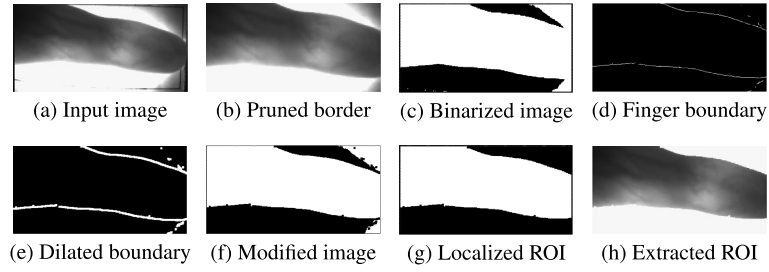 (a) Input image (b) Pruned border (c) Binarized image (d) Finger boundary
(e) Dilated boundary (f) Modified image (g) Localized ROI (h) Extracted ROI